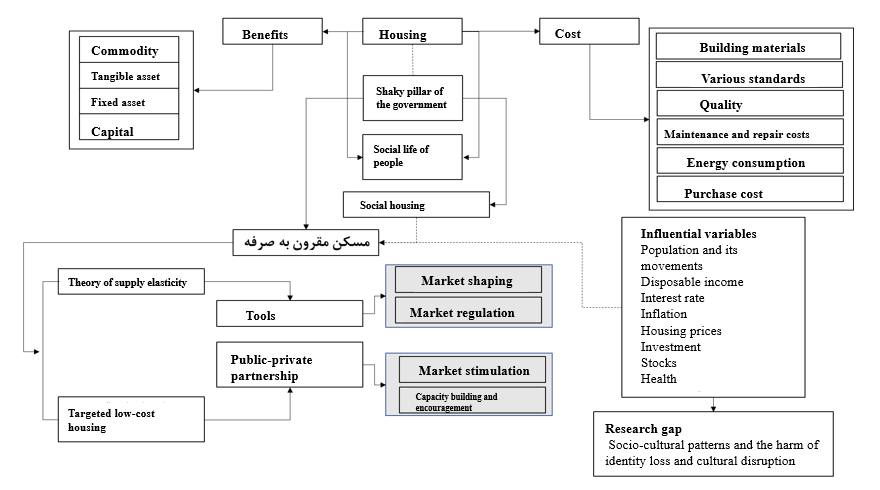 Benefits
Housing
Cost
Commodity
Tangible asset
Fixed asset
Capital
Shaky pillar of
the government
Social life of
people
Social housing
Building materials
Various standards
Quality
Maintenance and repair costs
Energy consumption
Purchase cost
مسکن مقرون به صرفه
Influential variables
Population and its
movements
Disposable income
Interest rate
Inflation
Housing prices
Investment
Stocks
Health
Theory of supply elasticity
Tools
Market shaping
Market regulation
Public-private
partnership
Market stimulation
Capacity building and
encouragement
Targeted low-cost
housing
Research gap
Socio-cultural patterns and the harm of
identity loss and cultural disruption